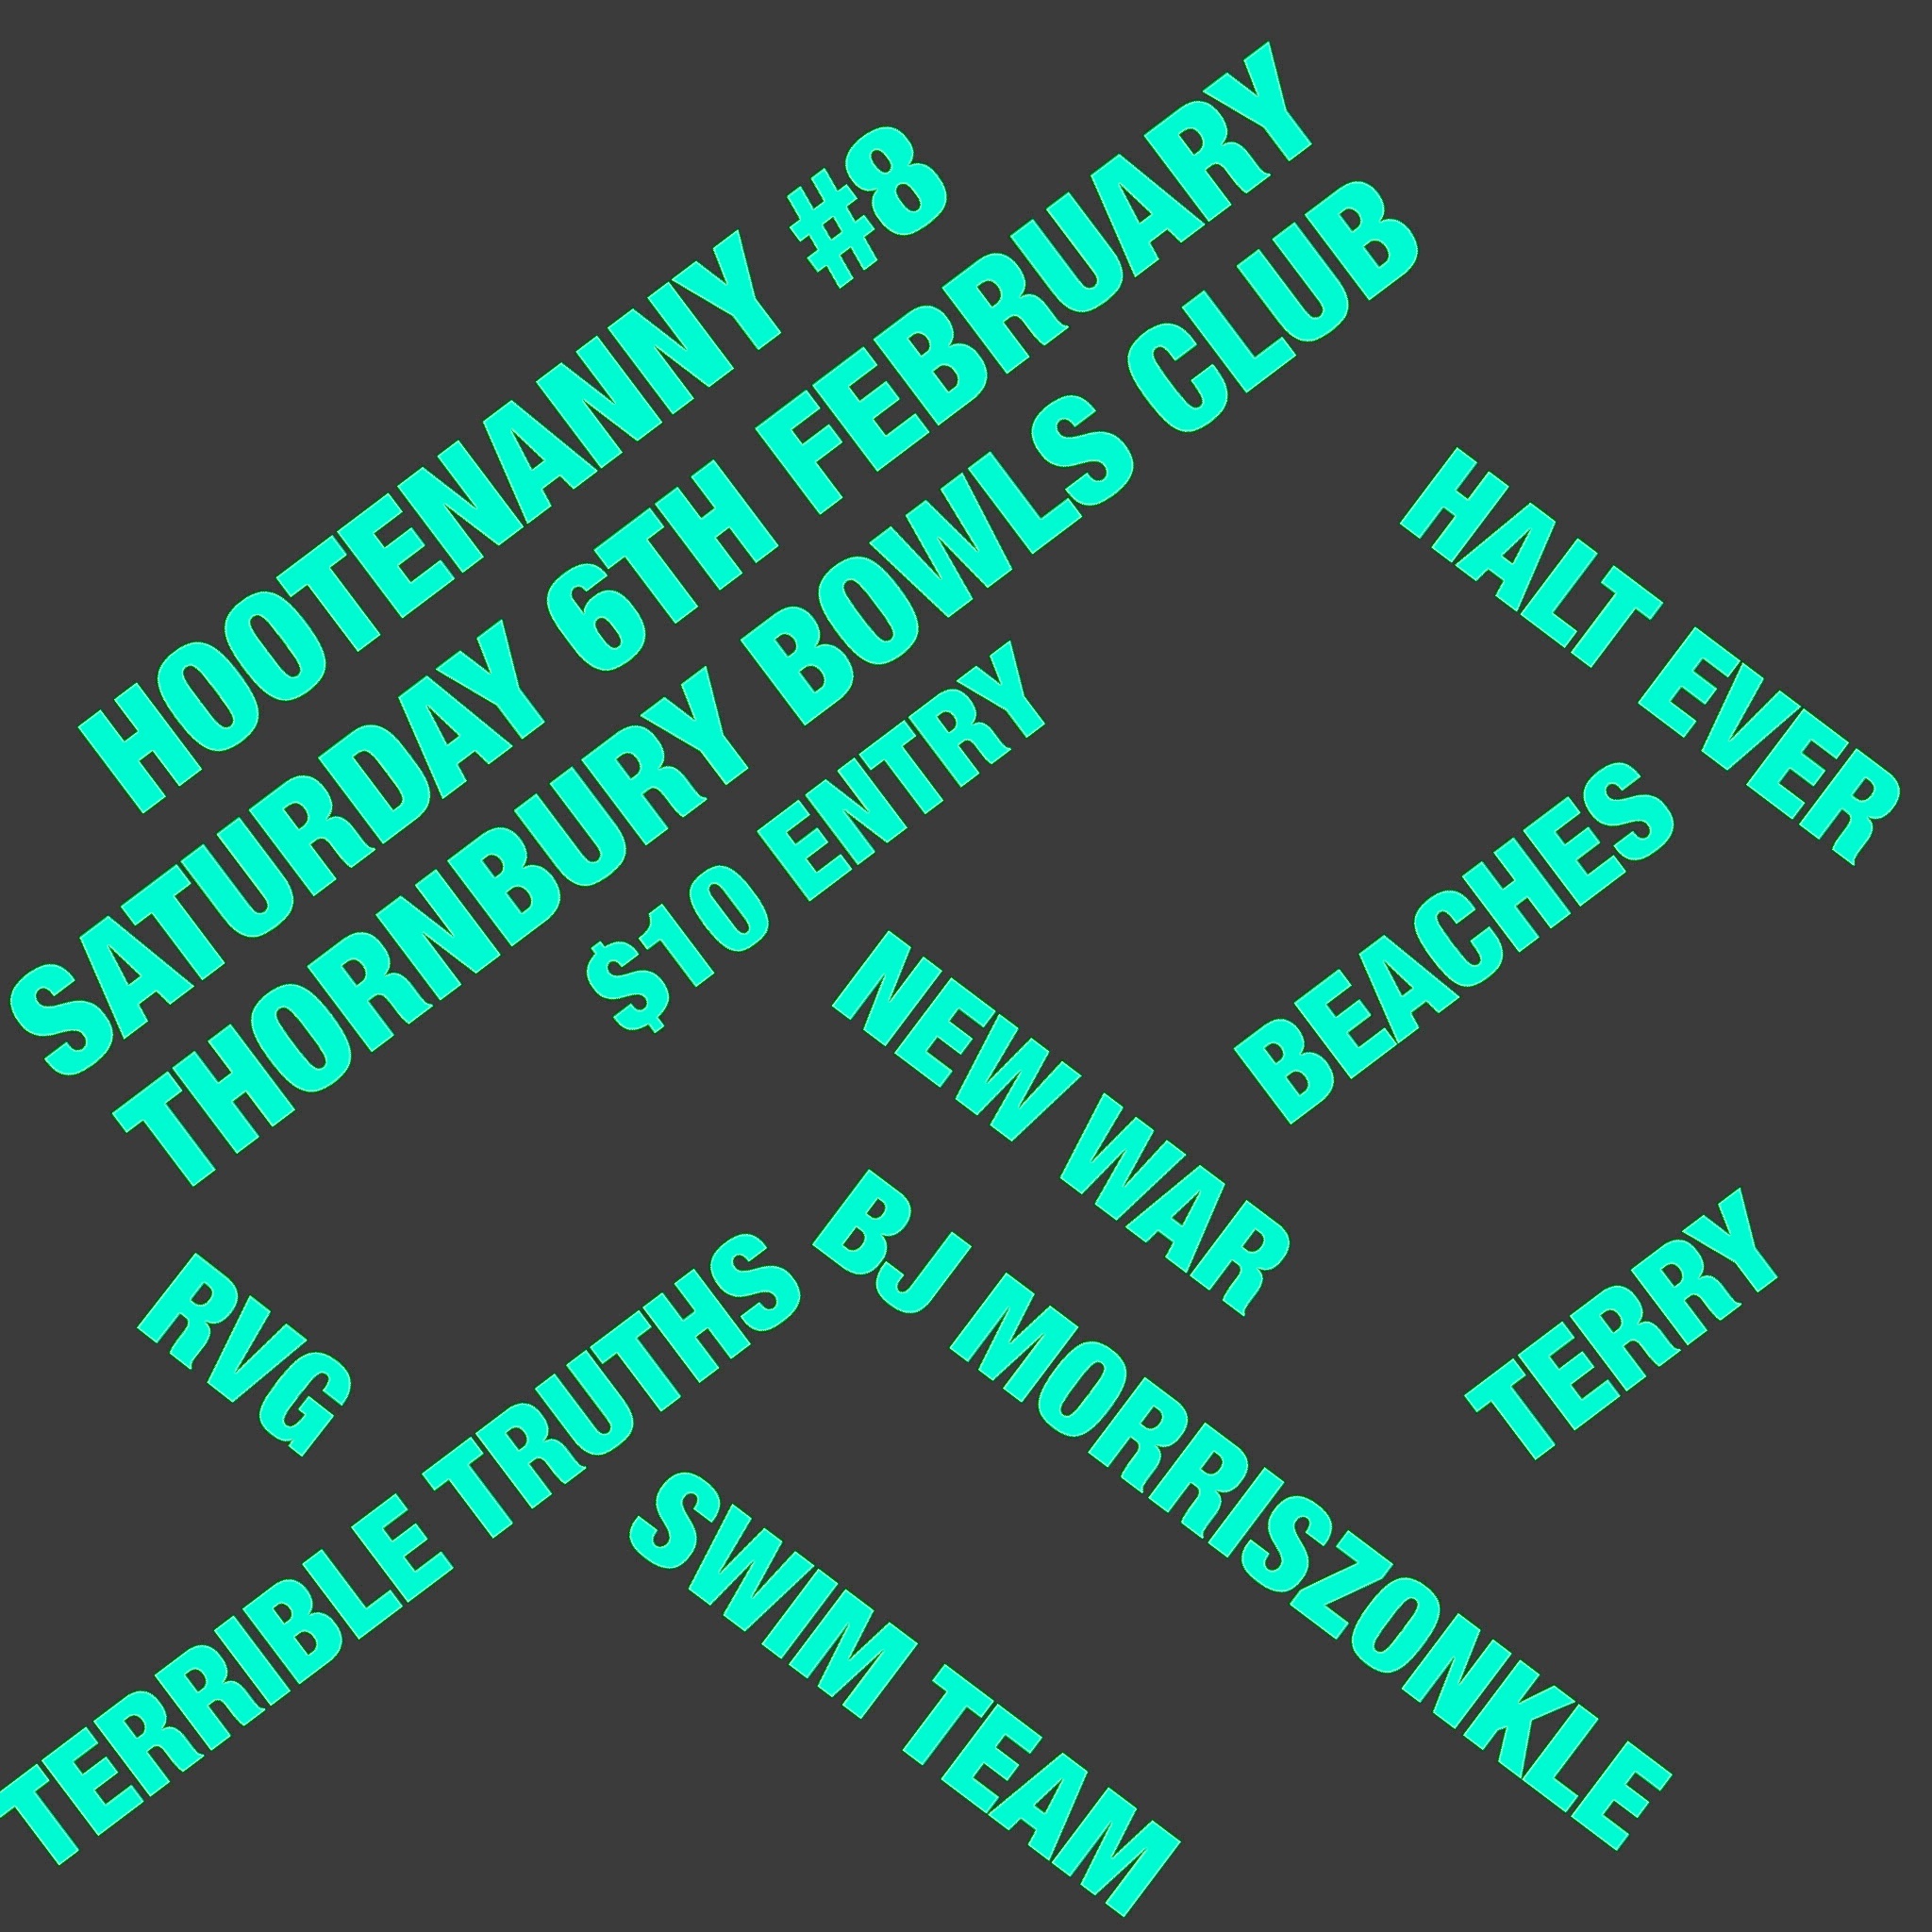 HOOTENANNY #8
SATURDAY 6TH FEBRUARY
THORNBURY BOWLS CLUB
$10 ENTRY
HALT EVER
BEACHES
NEW WAR
TERRY
BJ MORRISZONKLE
RVG
TERRIBLE TRUTHS
SWIM TEAM